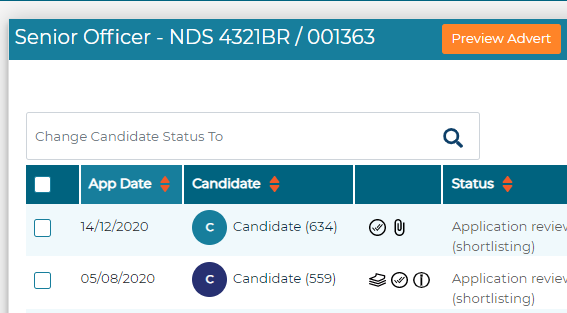 Senior Officer - NDS 4321BR / 001363
Preview Advert
Change Candidate Status To
App Date Candidate Status
14/12/2020 C Candidate (634) Application review
(shortlisting)
05/08/2020 C Candidate (559) Application review
(shortlisting)